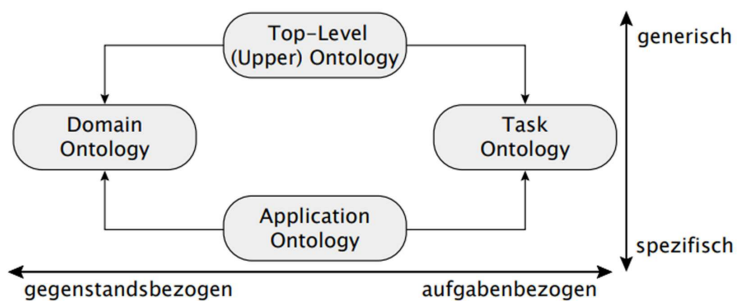 Top-Level
(Upper) Ontology
generisch
Domain
Ontology
Task
Ontology
Application
Ontology
spezifisch
gegenstandsbezogen
aufgabenbezogen